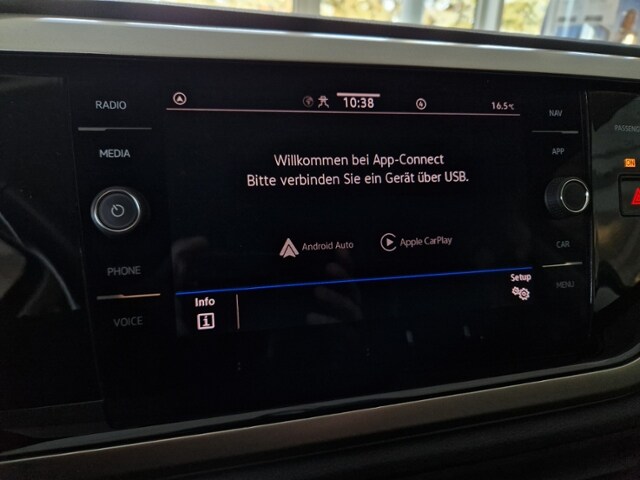 RADIO
MEDIA
PHONE
VOICE
10:38
16.5°C
Willkommen bei App-Connect
Bitte verbinden Sie ein Gerät über USB.
Android Auto
Apple CarPlay
Info
Setup
NAV
APP
CAR
MENU